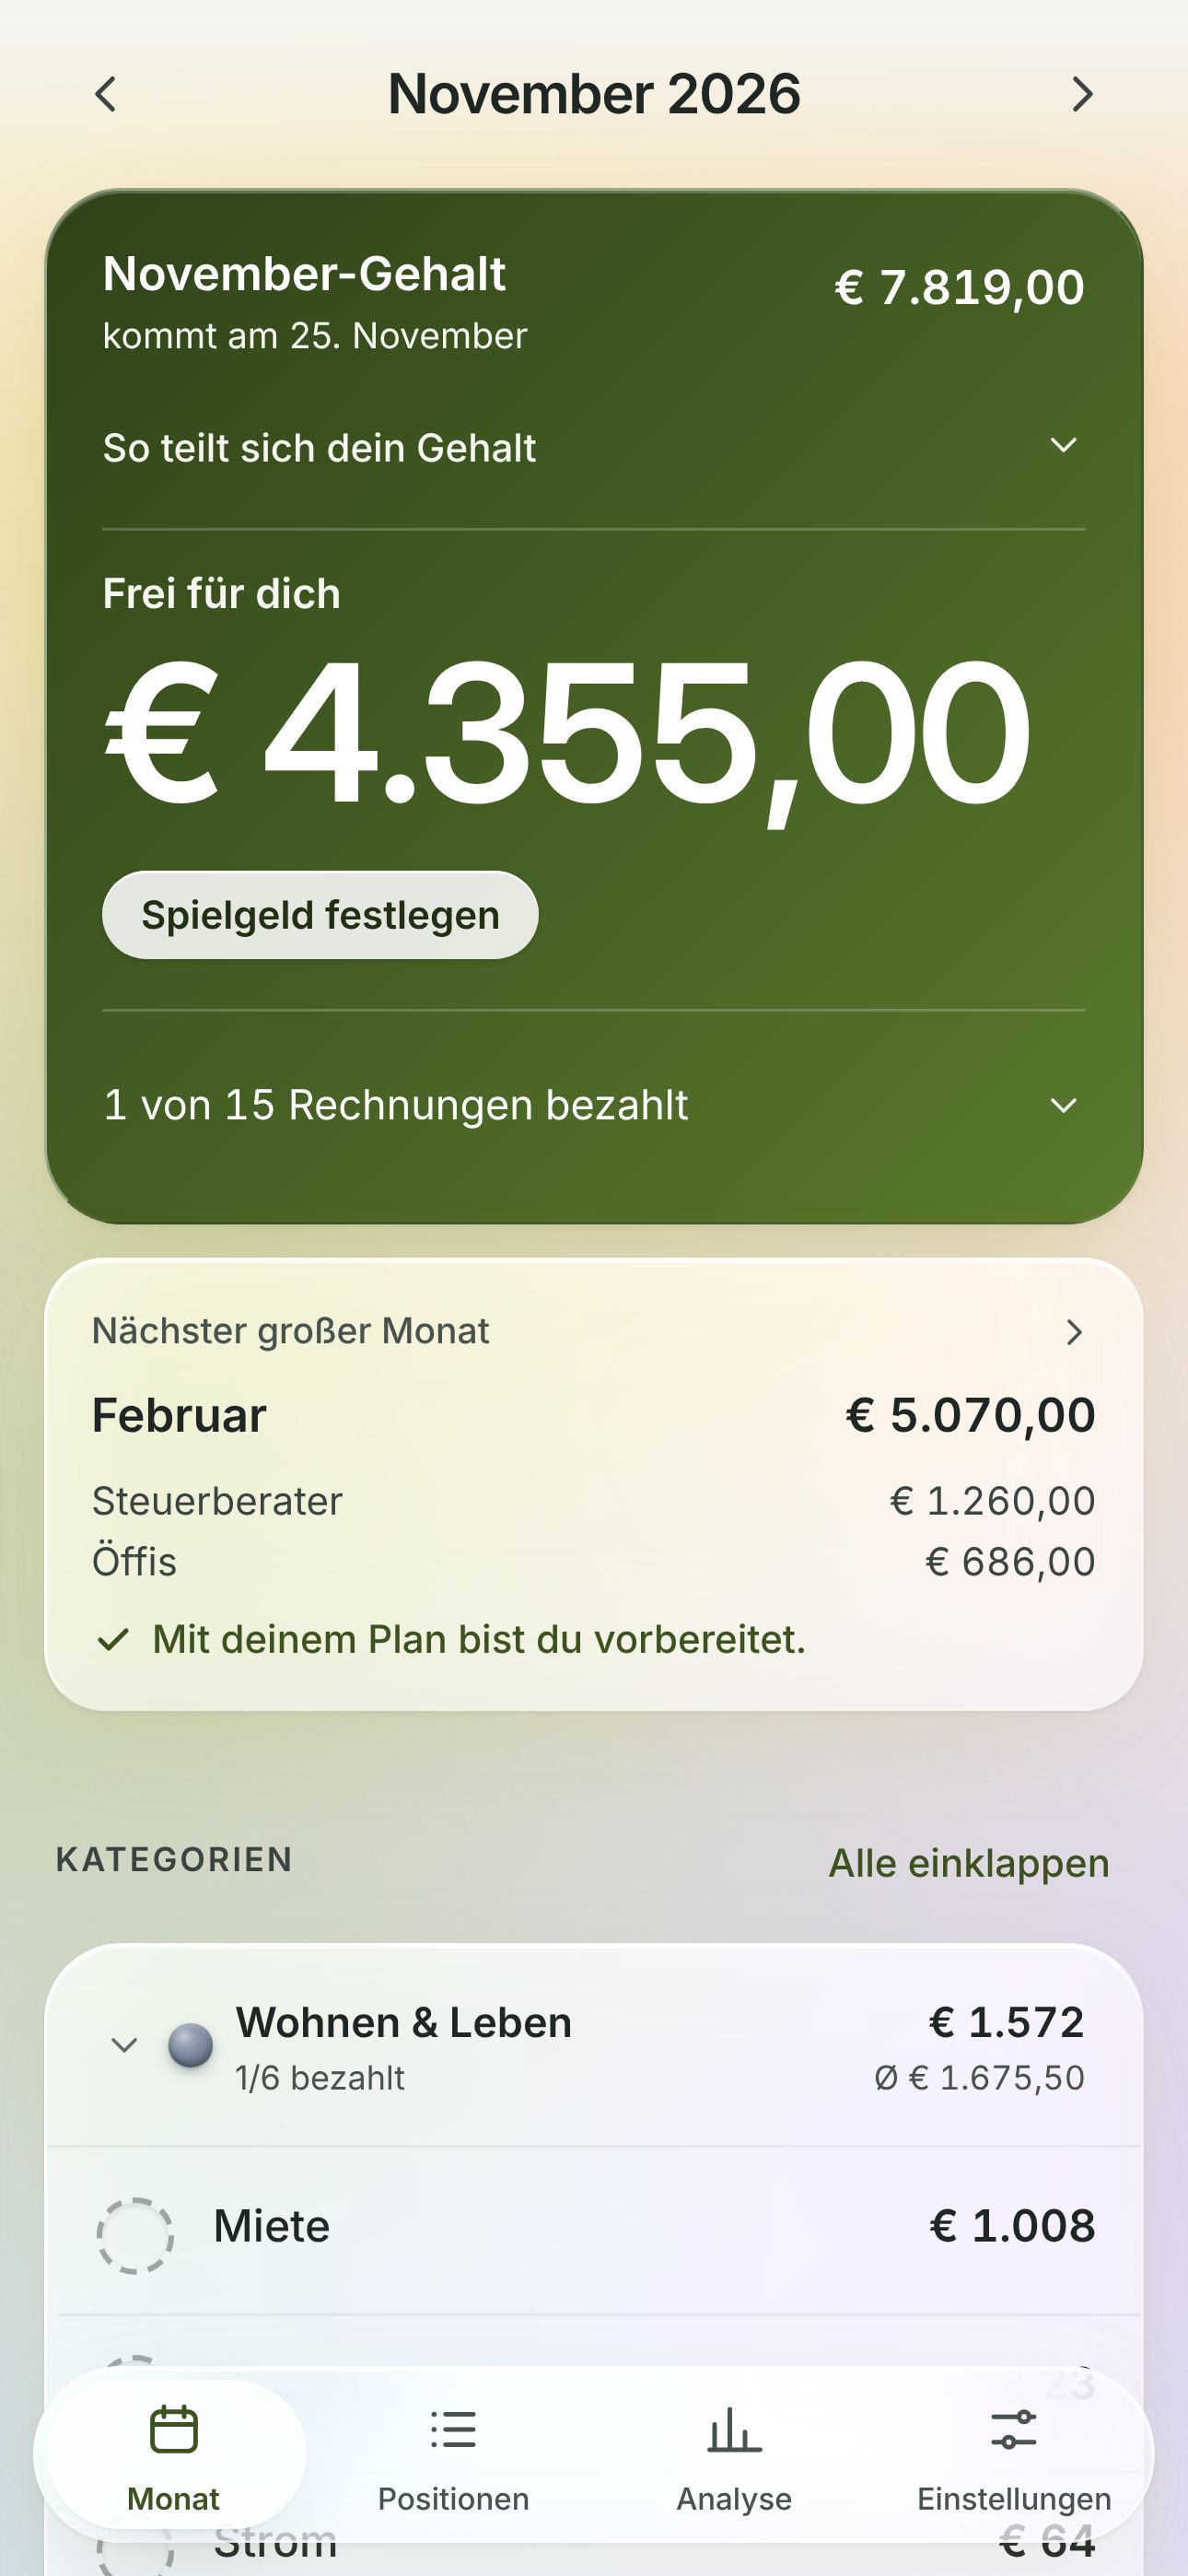 November 2026
November-Gehalt
€ 7.819,00
kommt am 25. November
So teilt sich dein Gehalt
Frei für dich
€ 4.355,00
Spielgeld festlegen
1 von 15 Rechnungen bezahlt
Nächster großer Monat
Februar
€ 5.070,00
Steuerberater
€ 1.260,00
Öffis
€ 686,00
Mit deinem Plan bist du vorbereitet.
KATEGORIEN
Alle einklappen
Wohnen & Leben
€ 1.572
1/6 bezahlt
Ø € 1.675,50
Miete
€ 1.008
23
Monat
Positionen
Analyse
Einstellungen
Strom
€ 64